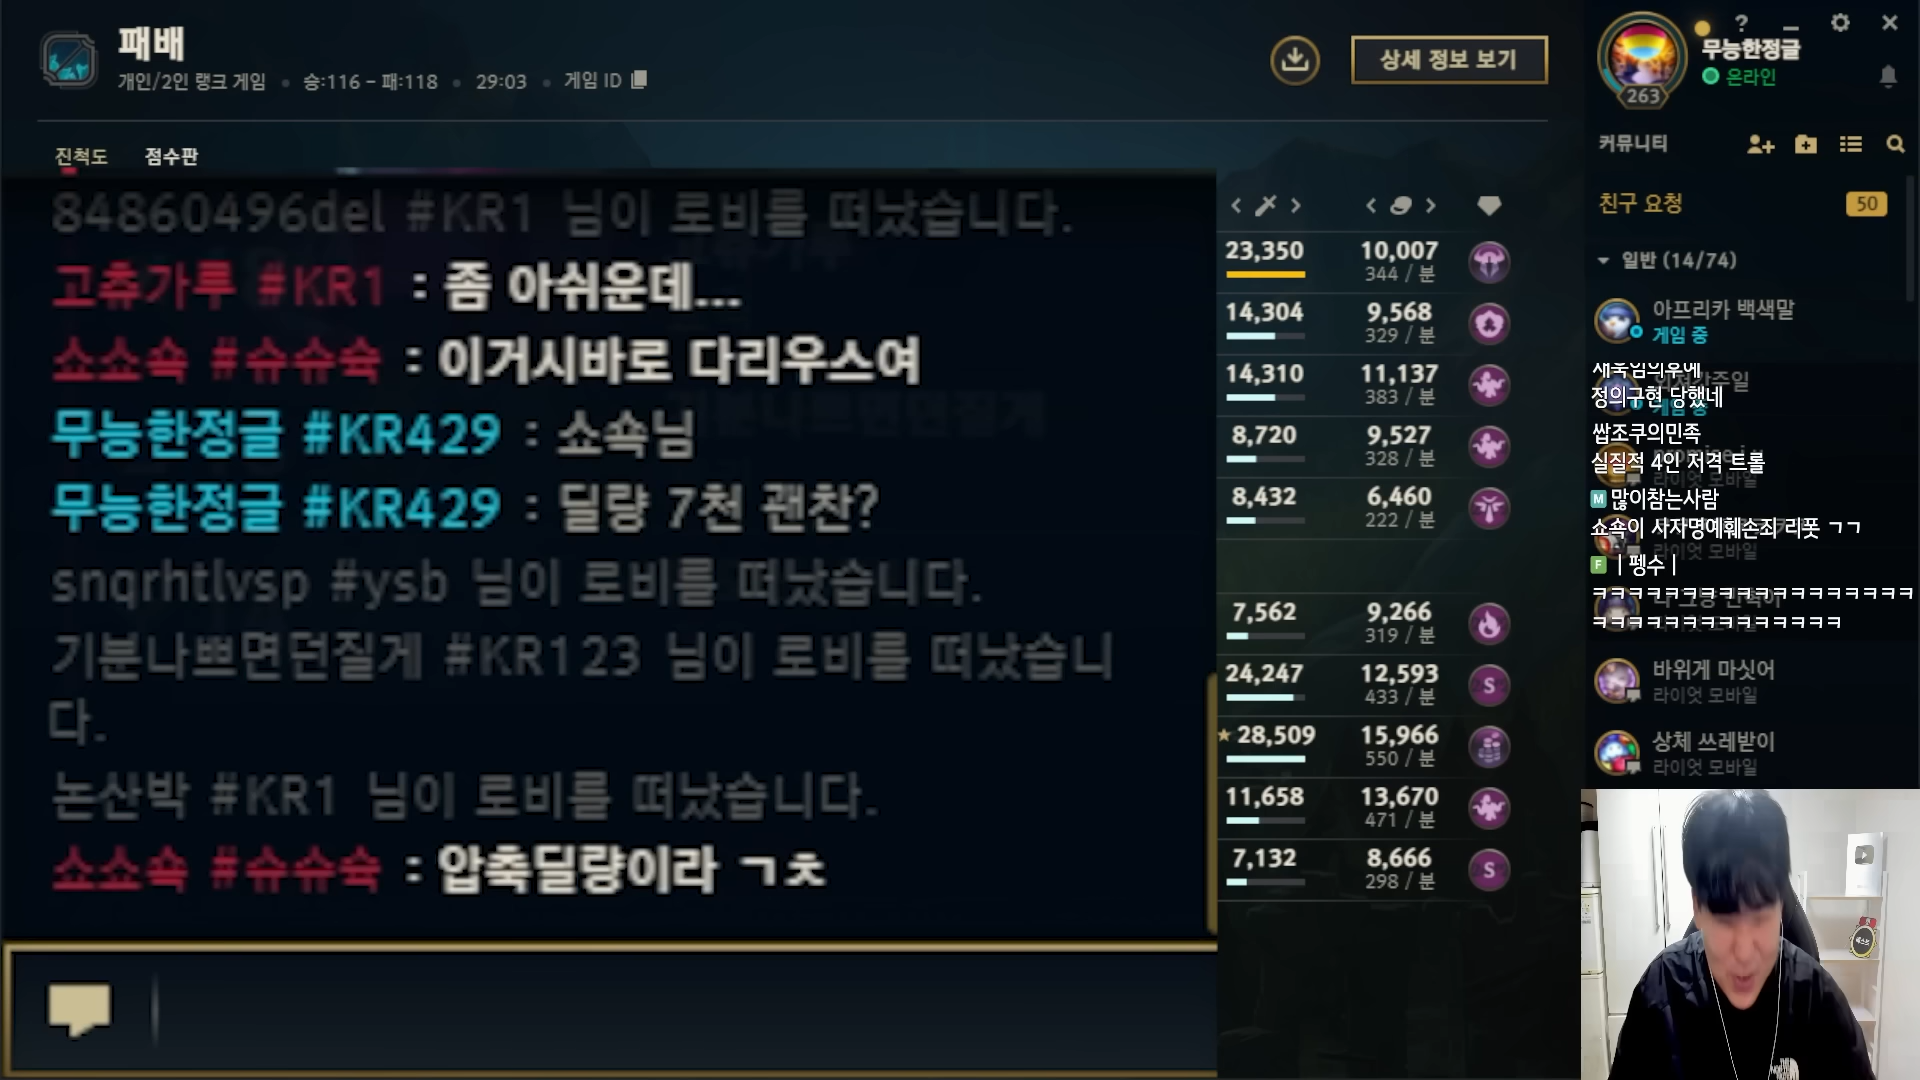 패배
개인/2인 랭크 게임 • 승:116 - 패:118 • 29:03 • 게임 ID
상세 정보 보기
진척도 점수판
84860496del #KR1 님이 로비를 떠났습니다.
고츄가루 #KR1 : 좀 아쉬운데...
쇼쇼쇽 #슈슈슉 : 이거시바로 다리우스여
무능한정글 #KR429 : 쇼쇽님
무능한정글 #KR429 : 딜량 7천 괜찬?
snqrhtlvsp #ysb 님이 로비를 떠났습니다.
기분나쁘면던질게 #KR123 님이 로비를 떠났습니
다.
논산박 #KR1 님이 로비를 떠났습니다.
쇼쇼쇽 #슈슈슉 : 압축딜량이라 ㄱㅊ
23,350 10,007
344 / 분
14,304 9,568
329 / 분
14,310 11,137
383 / 분
8,720 9,527
328 / 분
8,432 6,460
222 / 분
7,562 9,266
319 / 분
24,247 12,593
433 / 분
28,509 15,966
550 / 분
11,658 13,670
471 / 분
7,132 8,666
298 / 분
무능한정글
온라인
263
커뮤니티
친구 요청 50
일반 (14/74)
아프리카 백색말
게임 중
정의구현 당했네
쌉조쿠의민족
실질적 4인 저격 트롤
많이참는사람
쇼쇽이 사자명예훼손죄 리폿 ㄱㄱ
ㅣ펭수ㅣ
ㅋㅋㅋㅋㅋㅋㅋㅋㅋㅋㅋㅋㅋㅋㅋㅋㅋㅋ
ㅋㅋㅋㅋㅋㅋㅋㅋㅋㅋㅋㅋㅋㅋ
바위게 마싯어
라이엇 모바일
상체 쓰레받이
라이엇 모바일